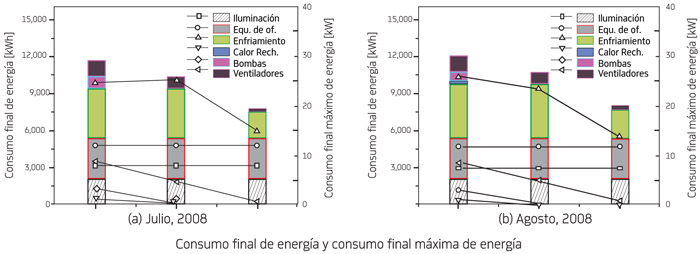 Consumo final de energía [kWh]
15,000
12,000
9,000
6,000
3,000
0
Iluminación
Equ. de of.
Enfriamiento
Calor Rech.
Bombas
Ventiladores
40
30
20
10
0
Consumo final máximo de energía [kW]
(a) Julio, 2008
Consumo final de energía [kWh]
15,000
12,000
9,000
6,000
3,000
0
Iluminación
Equ. de of.
Enfriamiento
Calor Rech.
Bombas
Ventiladores
40
30
20
10
0
Consumo final máximo de energía [kW]
(b) Agosto, 2008
Consumo final de energía y consumo final máxima de energía